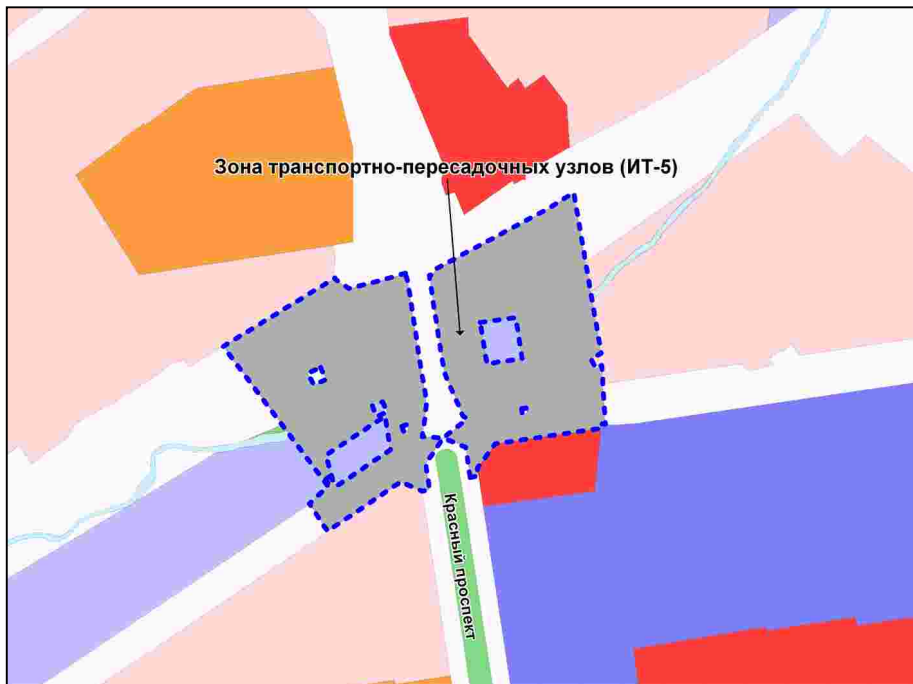 Зона транспортно-пересадочных узлов (ИТ-5)
Красный проспект